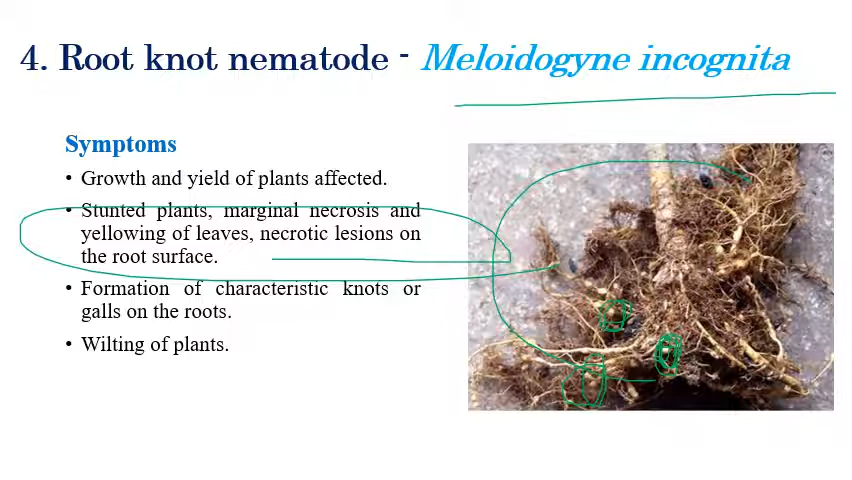 4. Root knot nematode - Meloidogyne incognita
Symptoms
• Growth and yield of plants affected.
• Stunted plants, marginal necrosis and
yellowing of leaves, necrotic lesions on
the root surface.
• Formation of characteristic knots or
galls on the roots.
• Wilting of plants.